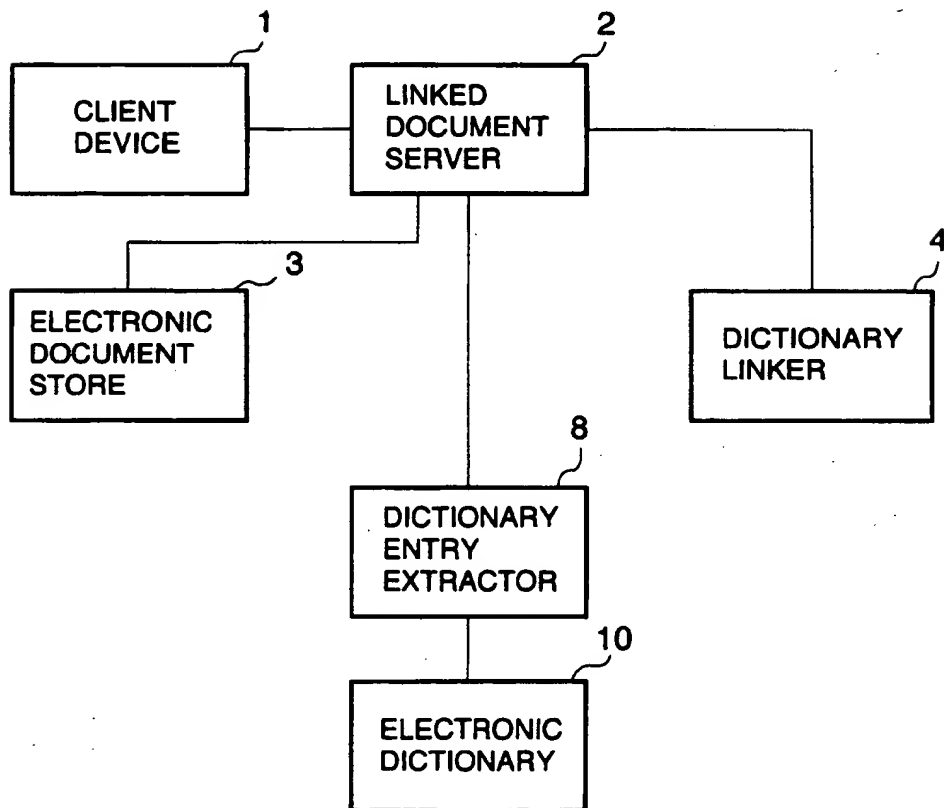 1
CLIENT
DEVICE
2
LINKED
DOCUMENT
SERVER
3
ELECTRONIC
DOCUMENT
STORE
4
DICTIONARY
LINKER
8
DICTIONARY
ENTRY
EXTRACTOR
10
ELECTRONIC
DICTIONARY